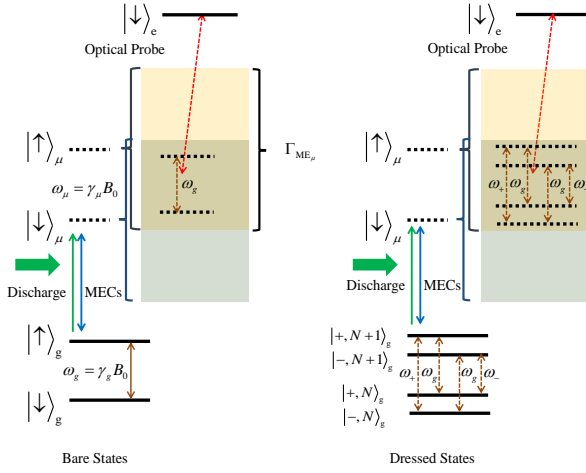 |↓⟩e
Optical Probe
|↑⟩μ
ωμ = γμB0
|↓⟩μ
ωg
ΓMEμ
Discharge
MECs
|↑⟩g
ωg = γgB0
|↓⟩g
Bare States
|↓⟩e
Optical Probe
|↑⟩μ
|↓⟩μ
ω+ ωg ωg ω−
Discharge
MECs
|+, N+1⟩g
|−, N+1⟩g
ω+ ωg ωg ω−
|+, N⟩g
|−, N⟩g
Dressed States